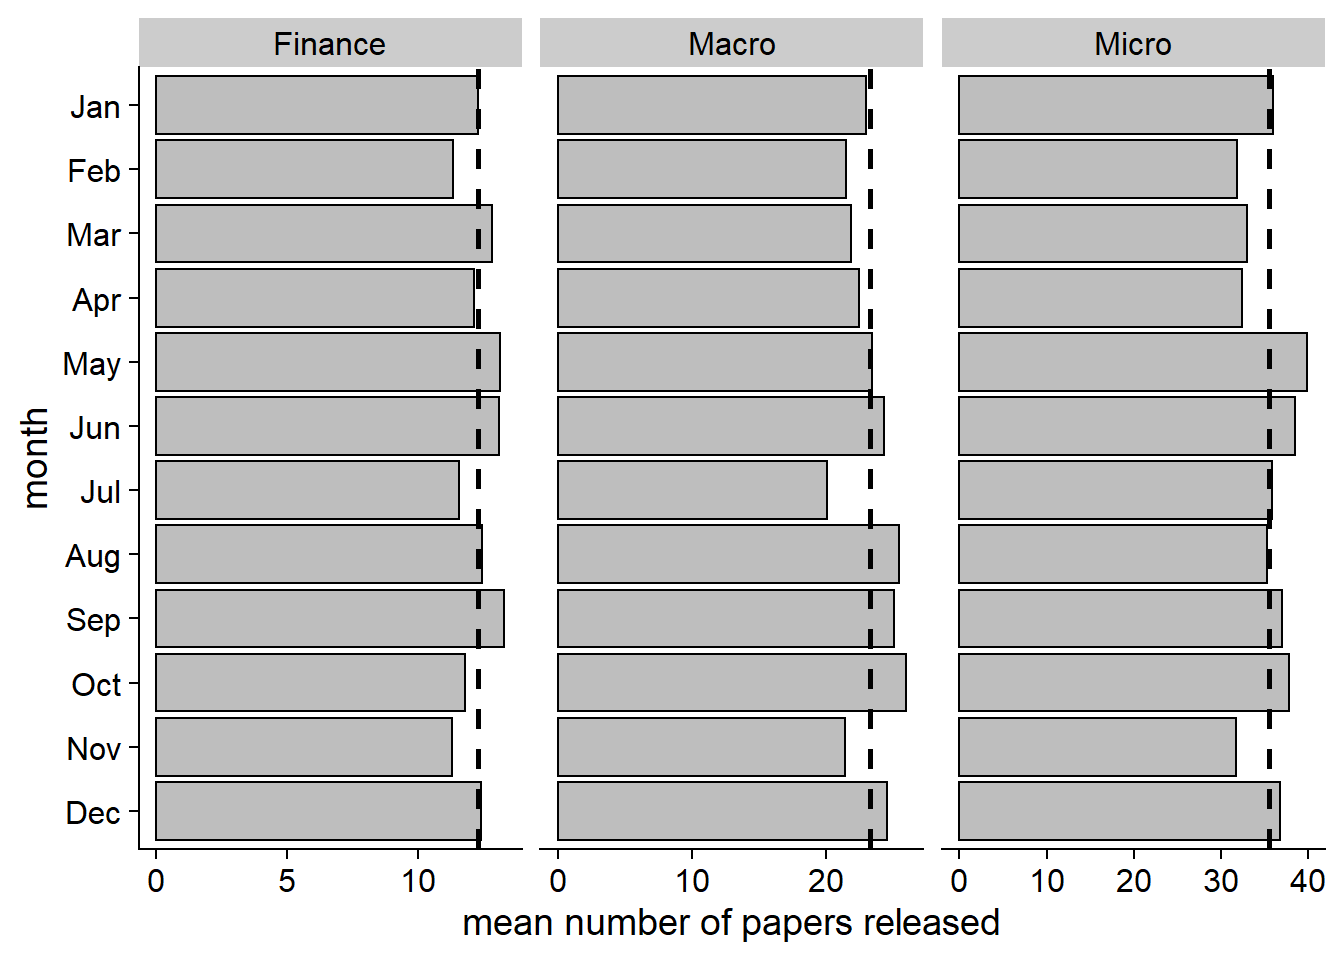 Finance Macro Micro
Jan
Feb
Mar
Apr
May
Jun
Jul
Aug
Sep
Oct
Nov
Dec
month
0 5 10 0 10 20 0 10 20 30 40
mean number of papers released